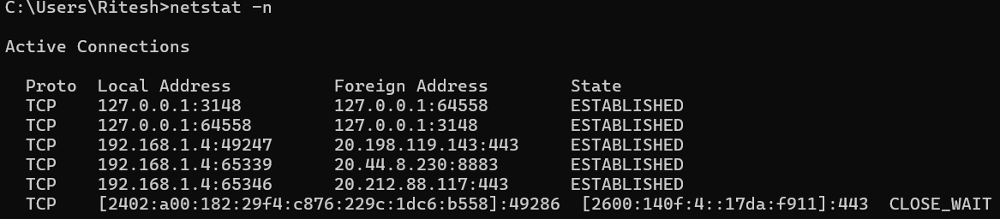 C:\Users\Ritesh>netstat -n
Active Connections
Proto Local Address Foreign Address State
TCP 127.0.0.1:3148 127.0.0.1:64558 ESTABLISHED
TCP 127.0.0.1:64558 127.0.0.1:3148 ESTABLISHED
TCP 192.168.1.4:49247 20.198.119.143:443 ESTABLISHED
TCP 192.168.1.4:65339 20.44.8.230:8883 ESTABLISHED
TCP 192.168.1.4:65346 20.212.88.117:443 ESTABLISHED
TCP [2402:a00:182:29f4:c876:229c:1dc6:b558]:49286 [2600:140f:4::17da:f911]:443 CLOSE_WAIT